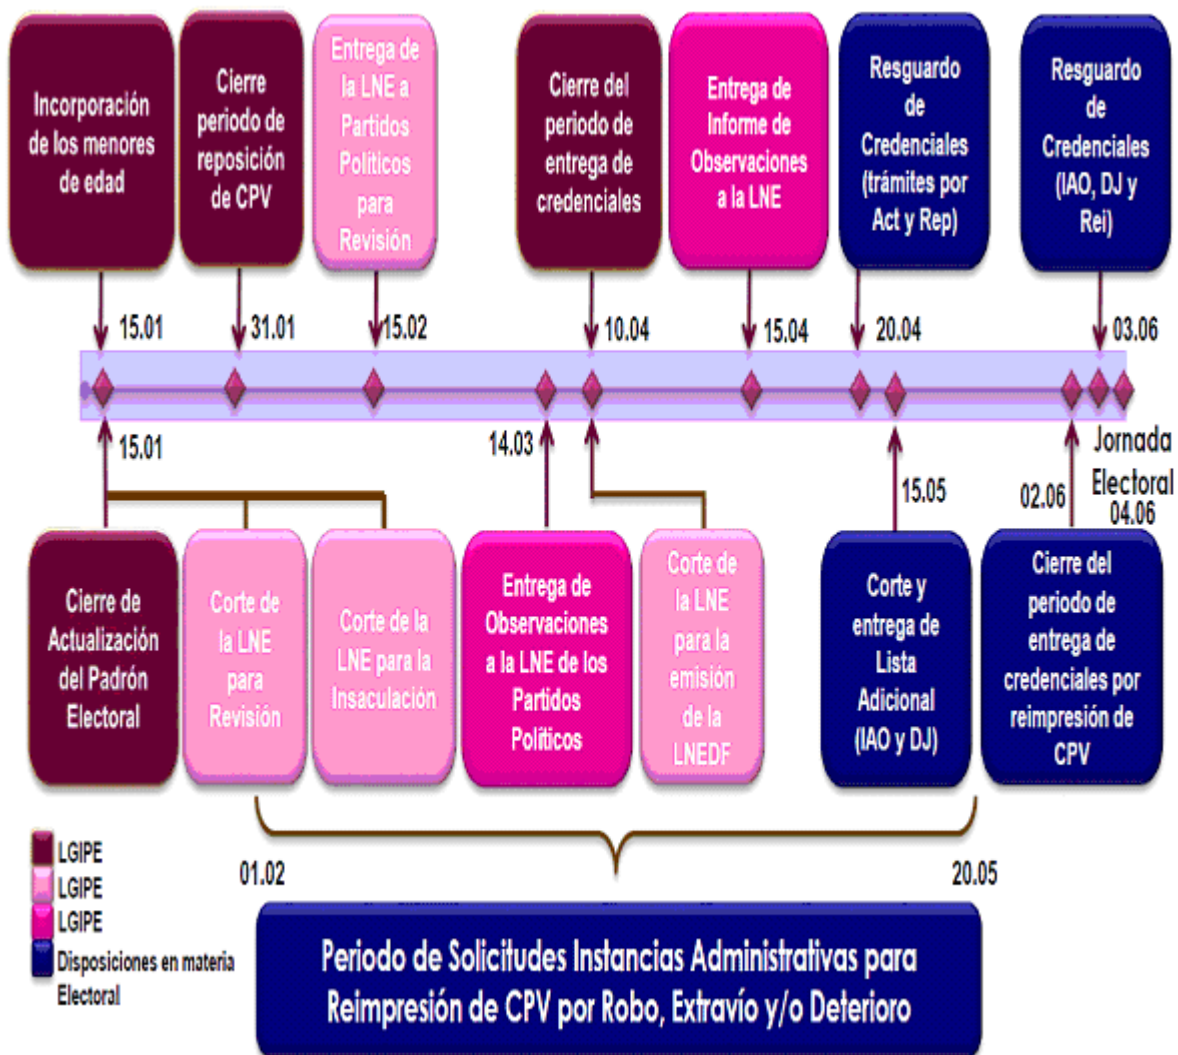 Incorporación
de los menores
de edad
Cierre
periodo de
reposición
de CPV
Entrega de
la LNE a
Partidos
Políticos
para
Revisión
Cierre del
periodo de
entrega de
credenciales
Entrega de
Informe de
Observaciones
a la LNE
Resguardo
de
Credenciales
(trámites por
Act y Rep)
Resguardo
de
Credenciales
(IAO, DJ y
Rei)
15.01
31.01
15.02
10.04
15.04
20.04
03.06
15.01
14.03
15.05
02.06
Jornada
Electoral
04.06
Cierre de
Actualización
del Padrón
Electoral
Corte de
la LNE
para
Revisión
Corte de la
LNE para la
Insaculación
Entrega de
Observaciones
a la LNE de los
Partidos
Políticos
Corte de
la LNE
para la
emisión
de la
LNEDF
Corte y
entrega de
Lista
Adicional
(IAO y DJ)
Cierre del
periodo de
entrega de
credenciales por
reimpresión de
CPV
LGIPE
LGIPE
LGIPE
Disposiciones en materia
Electoral
01.02
20.05
Periodo de Solicitudes Instancias Administrativas para
Reimpresión de CPV por Robo, Extravío y/o Deterioro